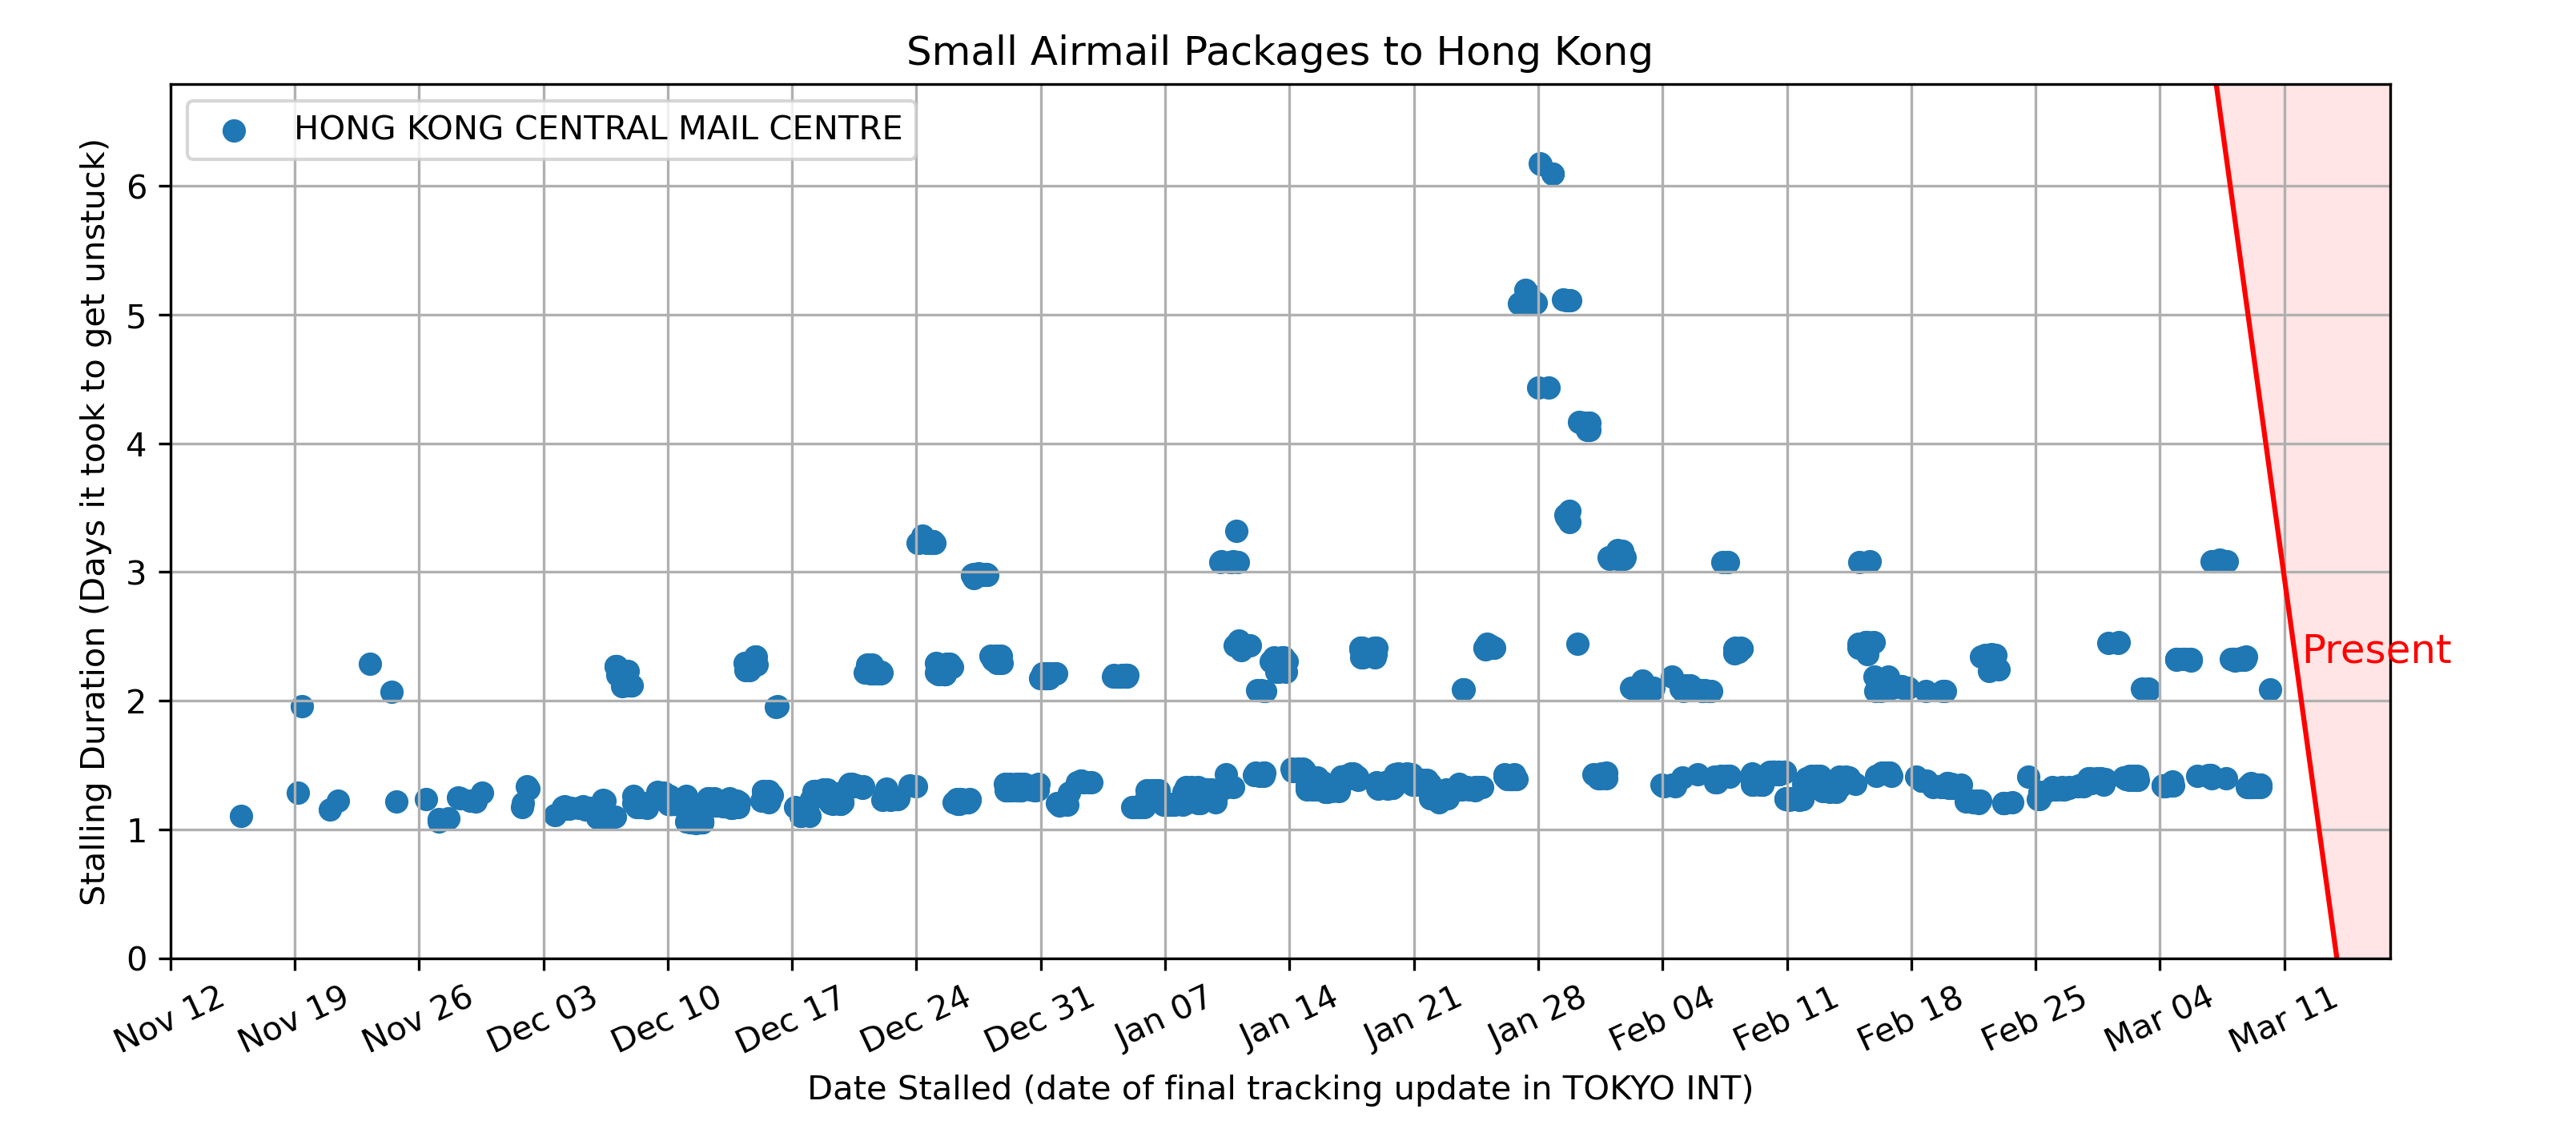 Small Airmail Packages to Hong Kong
HONG KONG CENTRAL MAIL CENTRE
Stalling Duration (Days it took to get unstuck)
6
5
4
3
2
1
0
Present
Nov 12
Nov 19
Nov 26
Dec 03
Dec 10
Dec 17
Dec 24
Dec 31
Jan 07
Jan 14
Jan 21
Jan 28
Feb 04
Feb 11
Feb 18
Feb 25
Mar 04
Mar 11
Date Stalled (date of final tracking update in TOKYO INT)